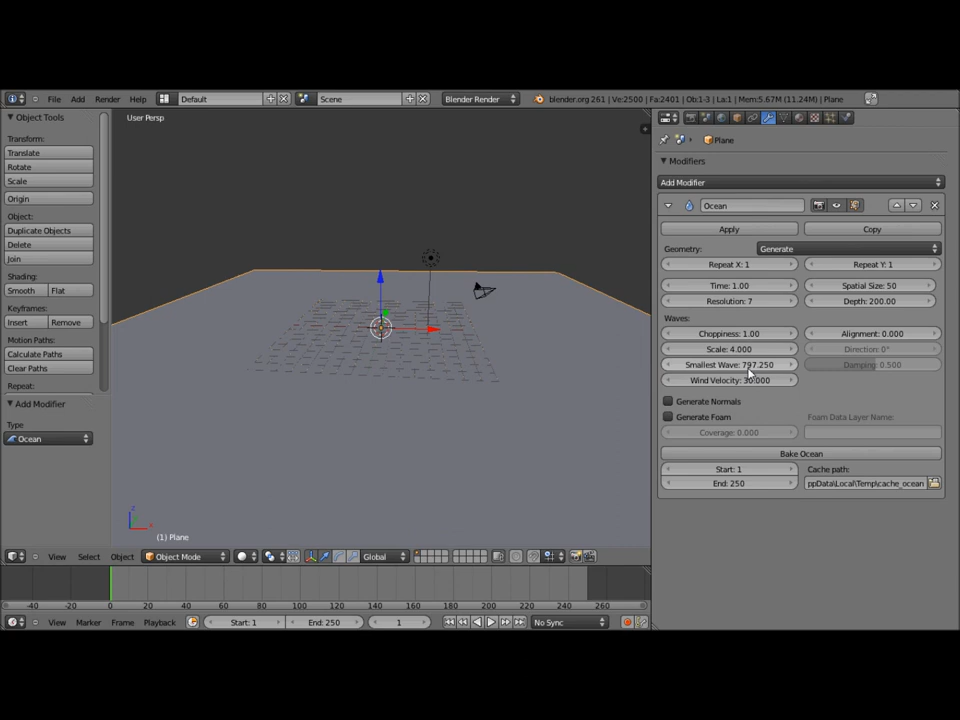 File Add Render Help Default Scene Blender Render blender.org 261 | Ve:2500 | Fa:2401 | Ob:1-3 | La:1 | Mem:5.67M (11.24M) | Plane
Object Tools
Transform:
Translate
Rotate
Scale
Origin
Object:
Duplicate Objects
Delete
Join
Shading:
Smooth Flat
Keyframes:
Insert Remove
Motion Paths:
Calculate Paths
Clear Paths
Repeat:
Add Modifier
Type
Ocean
User Persp
z
x
(1) Plane
View Select Object Object Mode Global
-40 -20 0 20 40 60 80 100 120 140 160 180 200 220 240 260
View Marker Frame Playback Start: 1 End: 250 1 No Sync
Plane
Modifiers
Add Modifier
Ocean
Apply Copy
Geometry: Generate
Repeat X: 1 Repeat Y: 1
Time: 1.00 Spatial Size: 50
Resolution: 7 Depth: 200.00
Waves:
Choppiness: 1.00 Alignment: 0.000
Scale: 4.000 Direction: 0°
Smallest Wave: 797.250 Damping: 0.500
Wind Velocity: 30.000
Generate Normals
Generate Foam Foam Data Layer Name:
Coverage: 0.000
Bake Ocean
Start: 1 Cache path:
End: 250 ppData\Local\Temp\cache_ocean